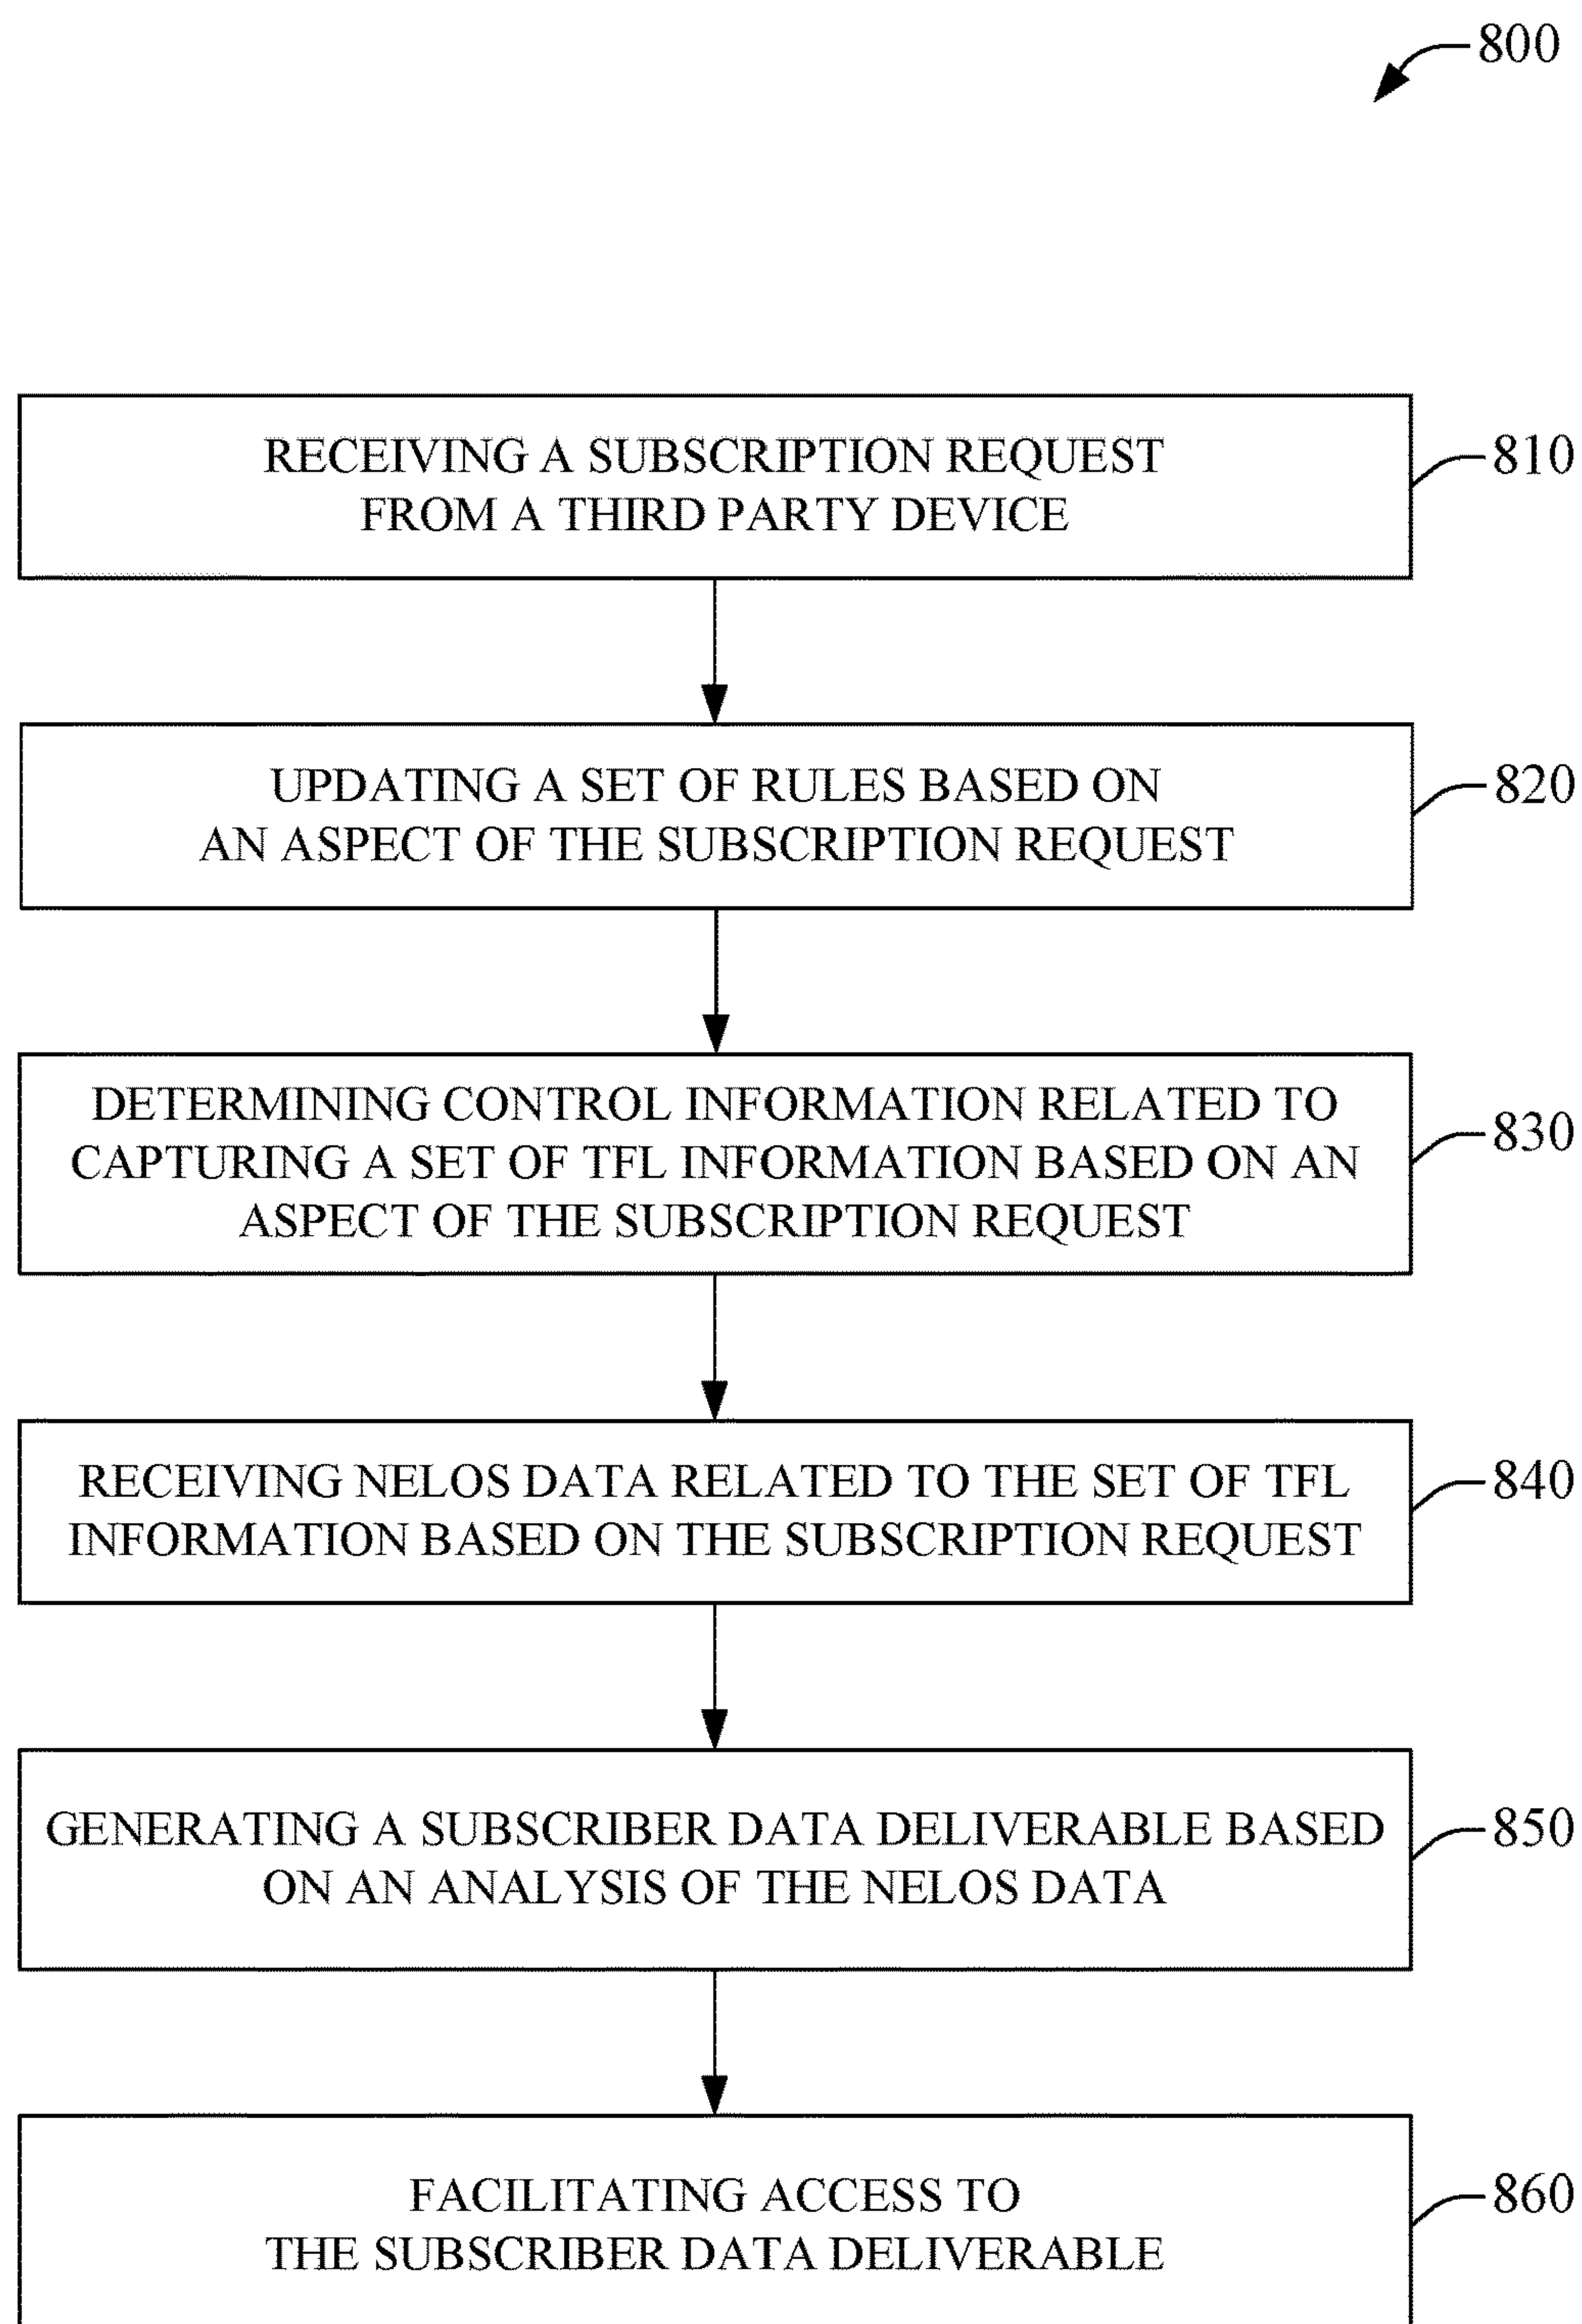 800
RECEIVING A SUBSCRIPTION REQUEST
FROM A THIRD PARTY DEVICE
810
UPDATING A SET OF RULES BASED ON
AN ASPECT OF THE SUBSCRIPTION REQUEST
820
DETERMINING CONTROL INFORMATION RELATED TO
CAPTURING A SET OF TFL INFORMATION BASED ON AN
ASPECT OF THE SUBSCRIPTION REQUEST
830
RECEIVING NELOS DATA RELATED TO THE SET OF TFL
INFORMATION BASED ON THE SUBSCRIPTION REQUEST
840
GENERATING A SUBSCRIBER DATA DELIVERABLE BASED
ON AN ANALYSIS OF THE NELOS DATA
850
FACILITATING ACCESS TO
THE SUBSCRIBER DATA DELIVERABLE
860